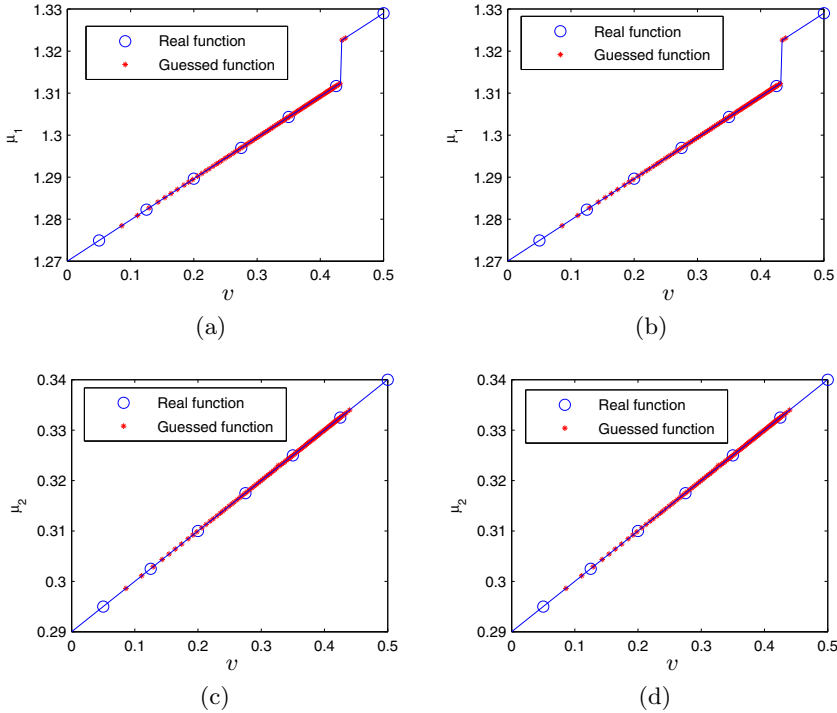 1.33
1.32
1.31
1.3
1.29
1.28
1.27
μ1
Real function
Guessed function
0 0.1 0.2 0.3 0.4 0.5
v
(a)
1.33
1.32
1.31
1.3
1.29
1.28
1.27
μ1
Real function
Guessed function
0 0.1 0.2 0.3 0.4 0.5
v
(b)
0.34
0.33
0.32
0.31
0.3
0.29
μ2
Real function
Guessed function
0 0.1 0.2 0.3 0.4 0.5
v
(c)
0.34
0.33
0.32
0.31
0.3
0.29
μ2
Real function
Guessed function
0 0.1 0.2 0.3 0.4 0.5
v
(d)